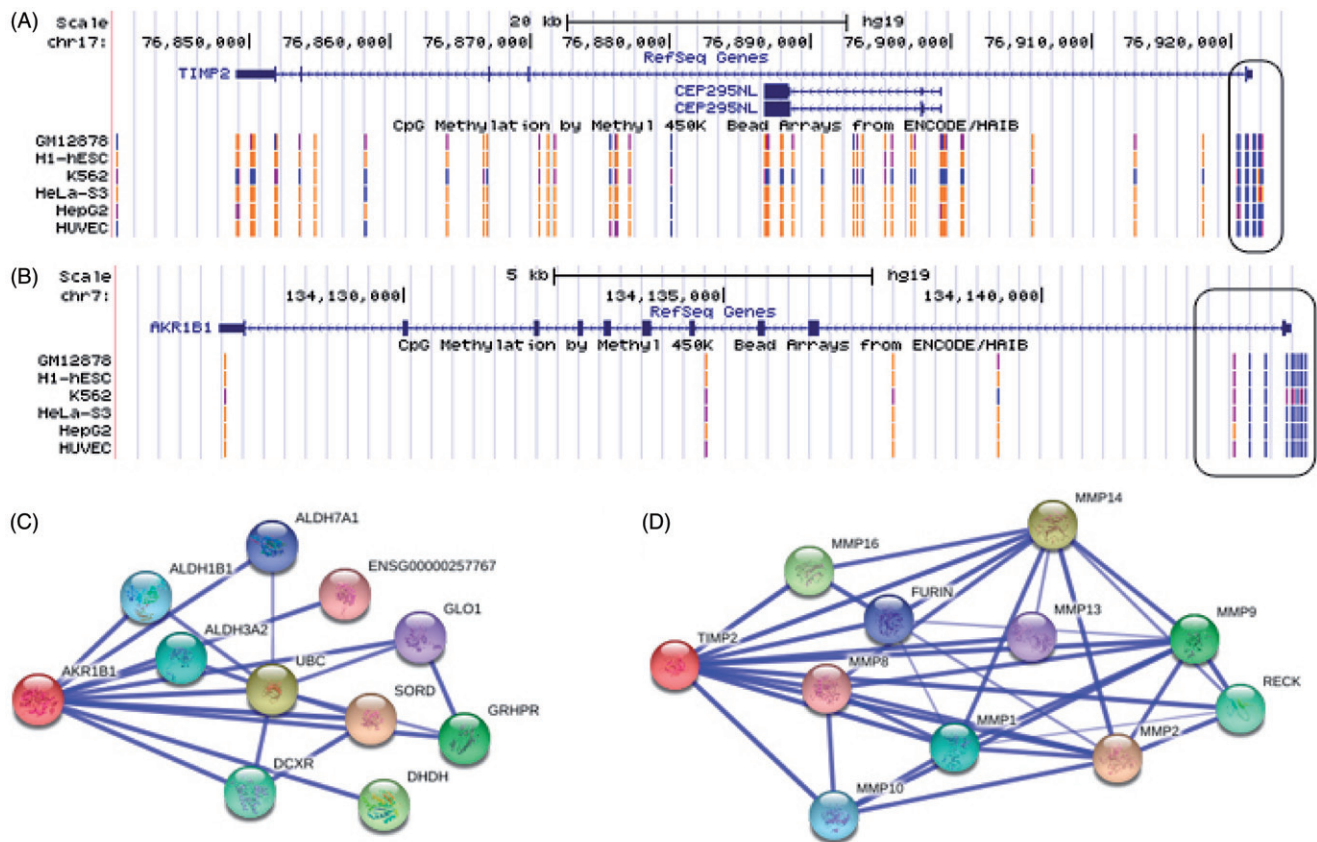 (A)
Scale 20 kb hg19
chr17: 76,850,000 76,860,000 76,870,000 76,880,000 76,890,000 76,900,000 76,910,000 76,920,000
RefSeq Genes
TIMP2
CEP295NL
CEP295NL
CpG Methylation by Methyl 450K Bead Arrays from ENCODE/HAIB
GM12878
H1-hESC
K562
HeLa-S3
HepG2
HUVEC
(B)
Scale 5 kb hg19
chr7: 134,130,000 134,135,000 134,140,000
RefSeq Genes
AKR1B1
CpG Methylation by Methyl 450K Bead Arrays from ENCODE/HAIB
GM12878
H1-hESC
K562
HeLa-S3
HepG2
HUVEC
(C)
ALDH7A1
ALDH1B1
ENSG00000257767
GLO1
ALDH3A2
AKR1B1
UBC
SORD
GRHPR
DCXR
DHDH
(D)
MMP14
MMP16
FURIN
MMP13
MMP9
TIMP2
MMP8
RECK
MMP1
MMP2
MMP10